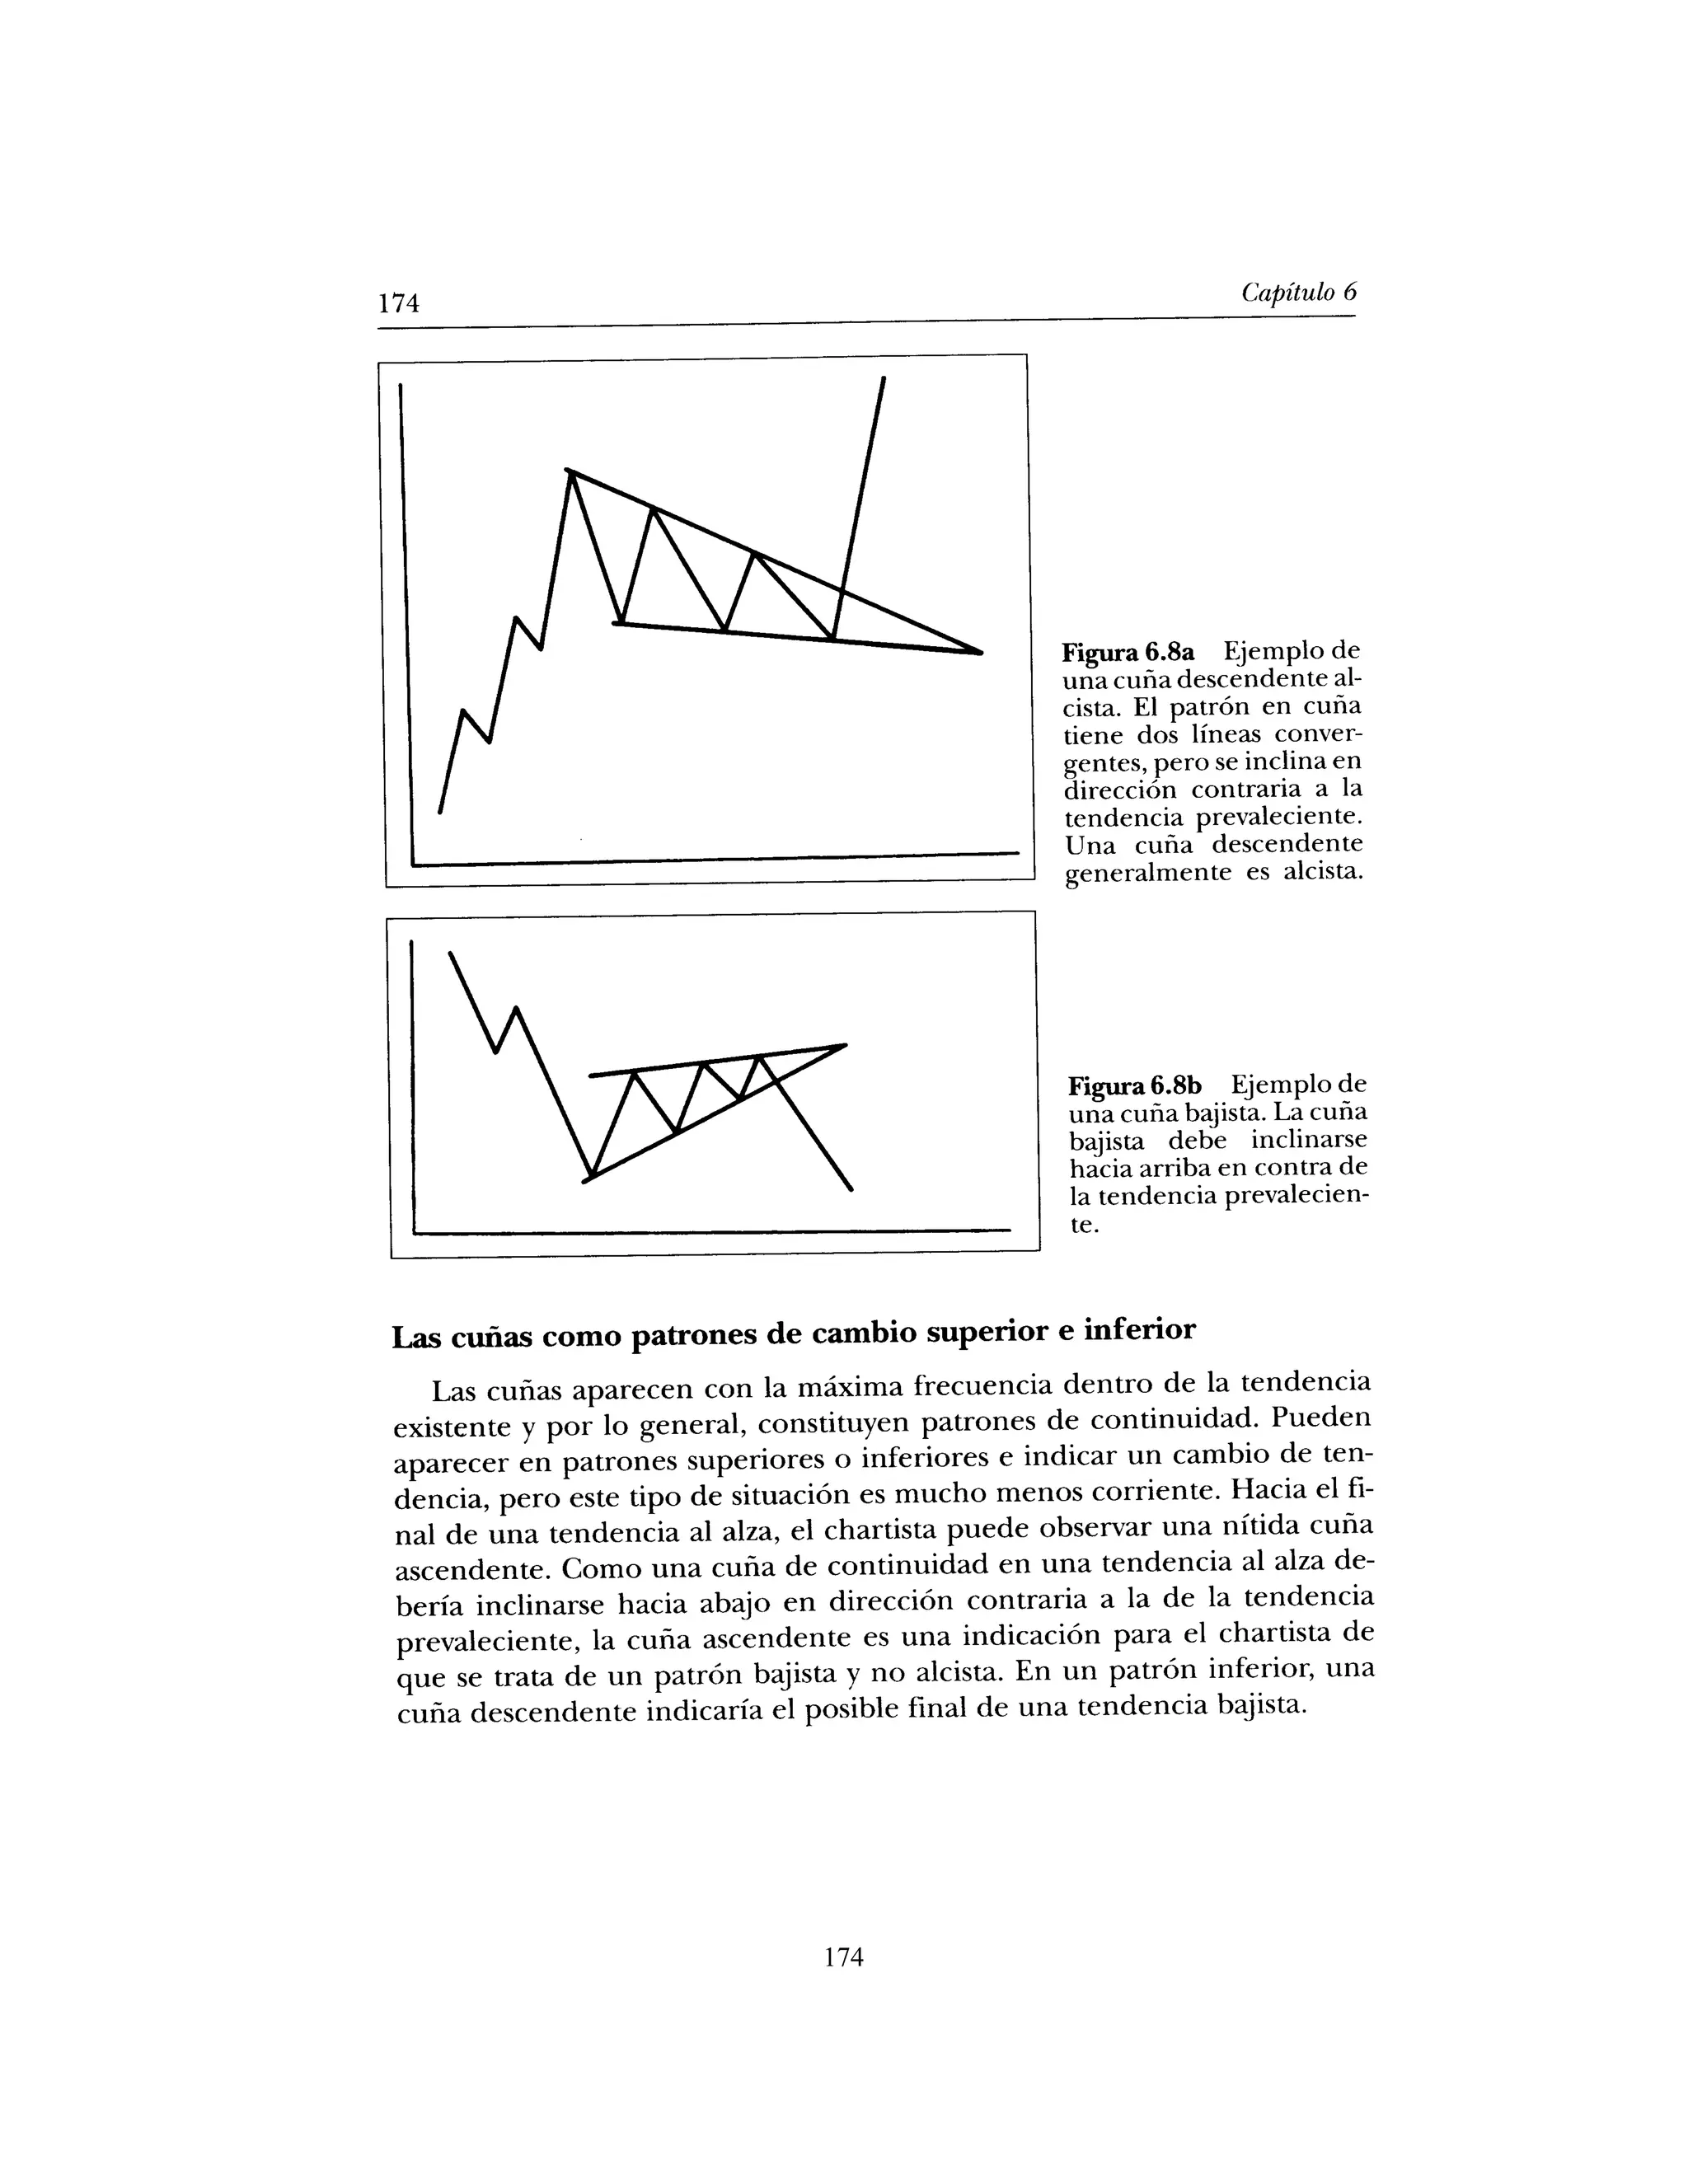 174
Capítulo 6
Figura 6.8a Ejemplo de
una cuña descendente al-
cista. El patrón en cuña
tiene dos líneas conver-
gentes, pero se inclina en
dirección contraria a la
tendencia prevaleciente.
Una cuña descendente
generalmente es alcista.
Figura 6.8b Ejemplo de
una cuña bajista. La cuña
bajista debe inclinarse
hacia arriba en contra de
la tendencia prevalecien-
te.
Las cuñas como patrones de cambio superior e inferior
Las cuñas aparecen con la máxima frecuencia dentro de la tendencia
existente y por lo general, constituyen patrones de continuidad. Pueden
aparecer en patrones superiores o inferiores e indicar un cambio de ten-
dencia, pero este tipo de situación es mucho menos corriente. Hacia el fi-
nal de una tendencia al alza, el chartista puede observar una nítida cuña
ascendente. Como una cuña de continuidad en una tendencia al alza de-
bería inclinarse hacia abajo en dirección contraria a la de la tendencia
prevaleciente, la cuña ascendente es una indicación para el chartista de
que se trata de un patrón bajista y no alcista. En un patrón inferior, una
cuña descendente indicaría el posible final de una tendencia bajista.
174